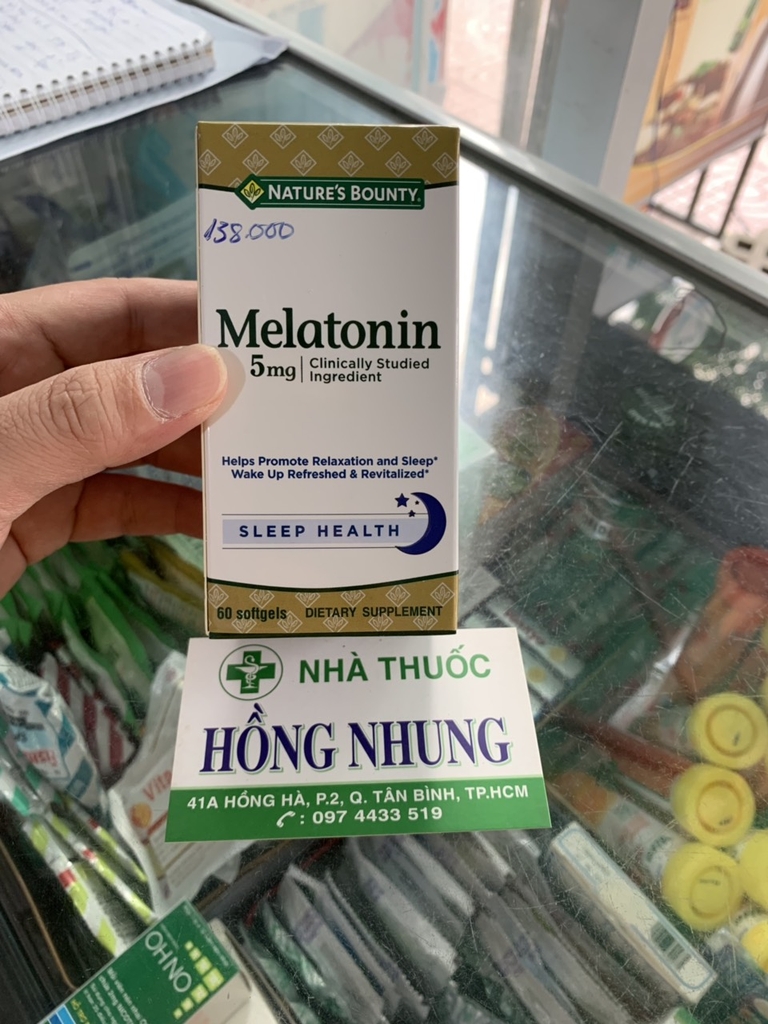 NATURE'S BOUNTY®
138.000
Melatonin
5mg | Clinically Studied
Ingredient
Helps Promote Relaxation and Sleep*
Wake Up Refreshed & Revitalized*
SLEEP HEALTH
60 softgels DIETARY SUPPLEMENT
NHÀ THUỐC
HỒNG NHUNG
41A HỒNG HÀ, P.2, Q. TÂN BÌNH, TP.HCM
: 097 4433 519
ONHO